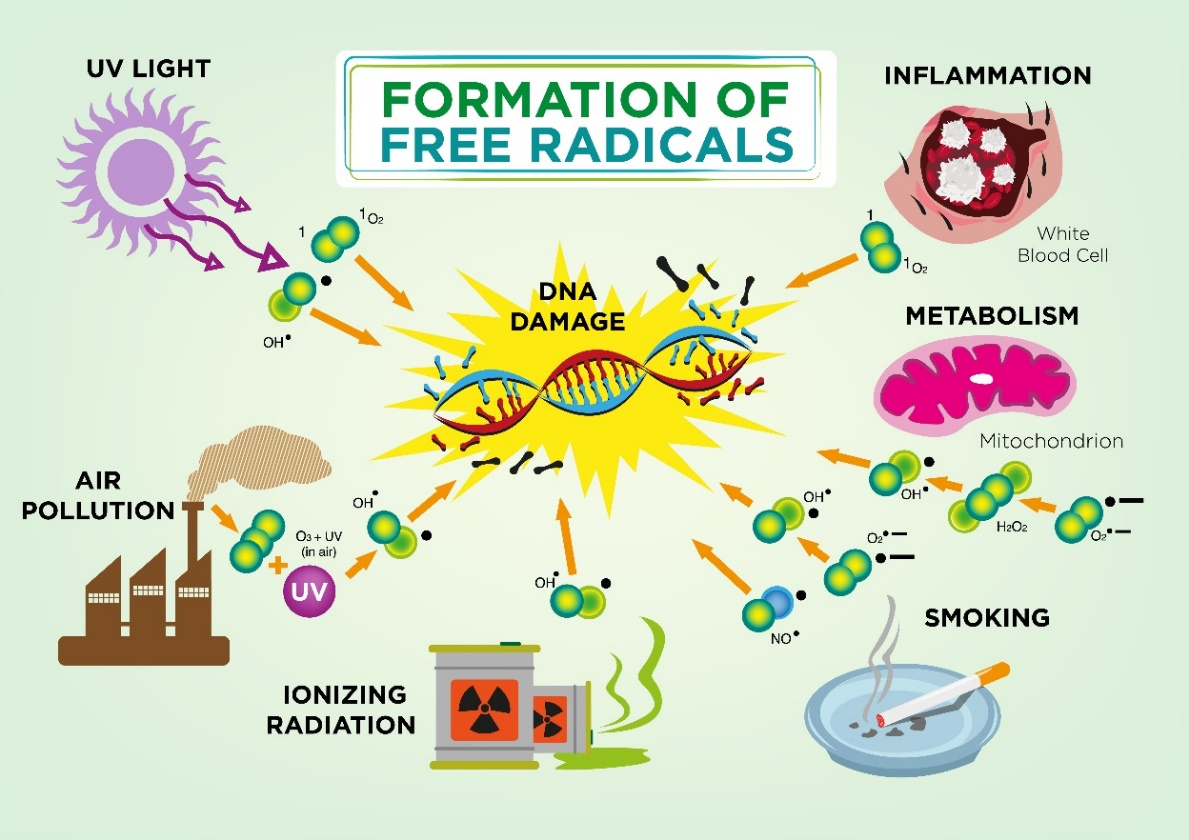 FORMATION OF
FREE RADICALS
UV LIGHT
1
¹O₂
OH•
INFLAMMATION
White
Blood Cell
1
¹O₂
DNA
DAMAGE
METABOLISM
Mitochondrion
OH•
H₂O₂
O₂•–
AIR
POLLUTION
O₃ + UV
(in air)
UV
OH•
OH•
OH•
O₂•–
NO•
IONIZING
RADIATION
SMOKING